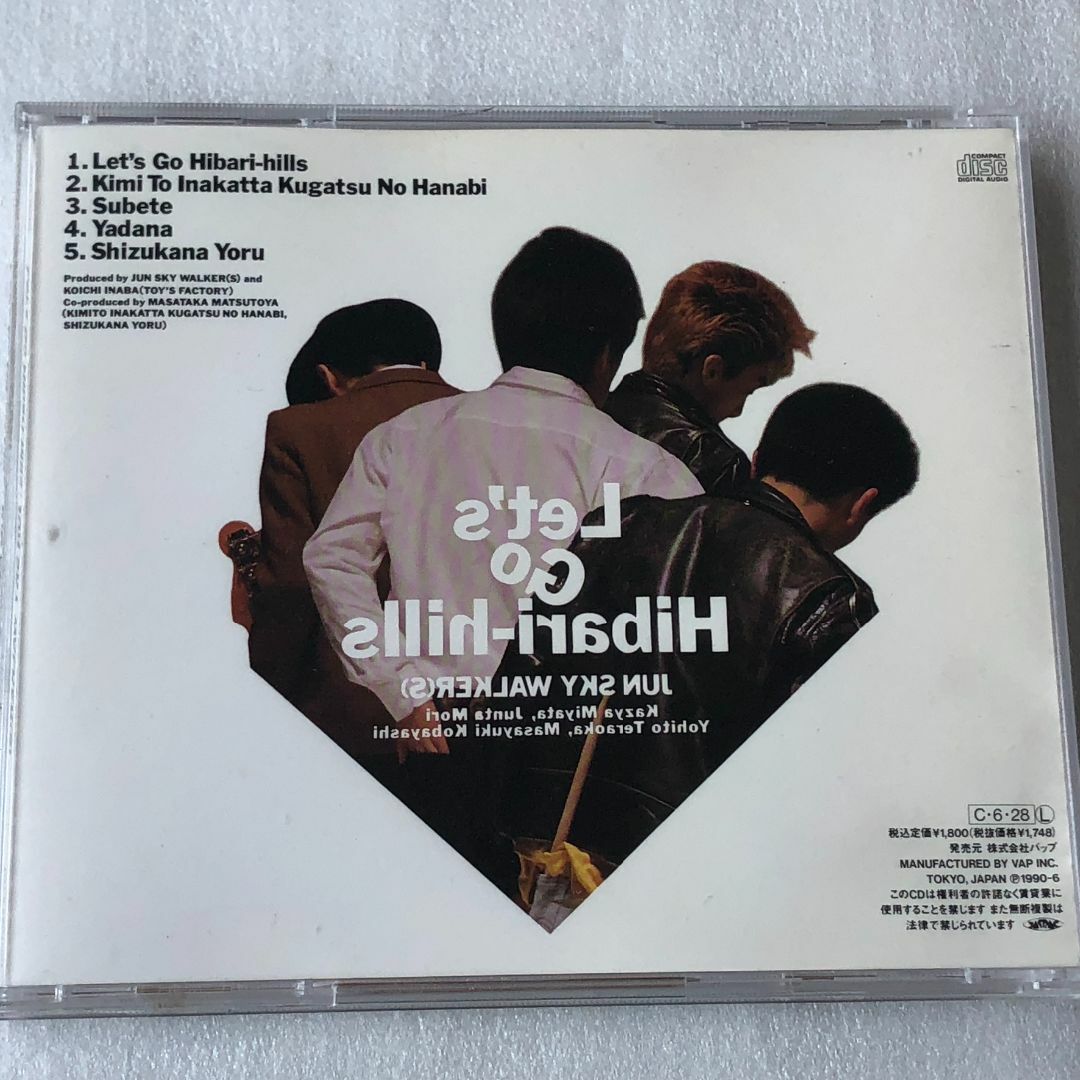 1. Let's Go Hibari-hills
2. Kimi To Inakatta Kugatsu No Hanabi
3. Subete
4. Yadana
5. Shizukana Yoru
Produced by JUN SKY WALKER(S) and
KOICHI INABA(TOY'S FACTORY)
Co-produced by MASATAKA MATSUTOYA
(KIMITO INAKATTA KUGATSU NO HANABI,
SHIZUKANA YORU)
COMPACT
disc
DIGITAL AUDIO
Let's
Go
Hibari-hills
JUN SKY WALKER(S)
Kazya Miyata, Junta Mori
Yohito Teraoka, Masayuki Kobayashi
C・6・28 L
税込定価¥1,800(税抜価格¥1,748)
発売元 株式会社バップ
MANUFACTURED BY VAP INC.
TOKYO, JAPAN ℗1990-6
このCDは権利者の許諾なく賃貸業に
使用することを禁じます また無断複製は
法律で禁じられています